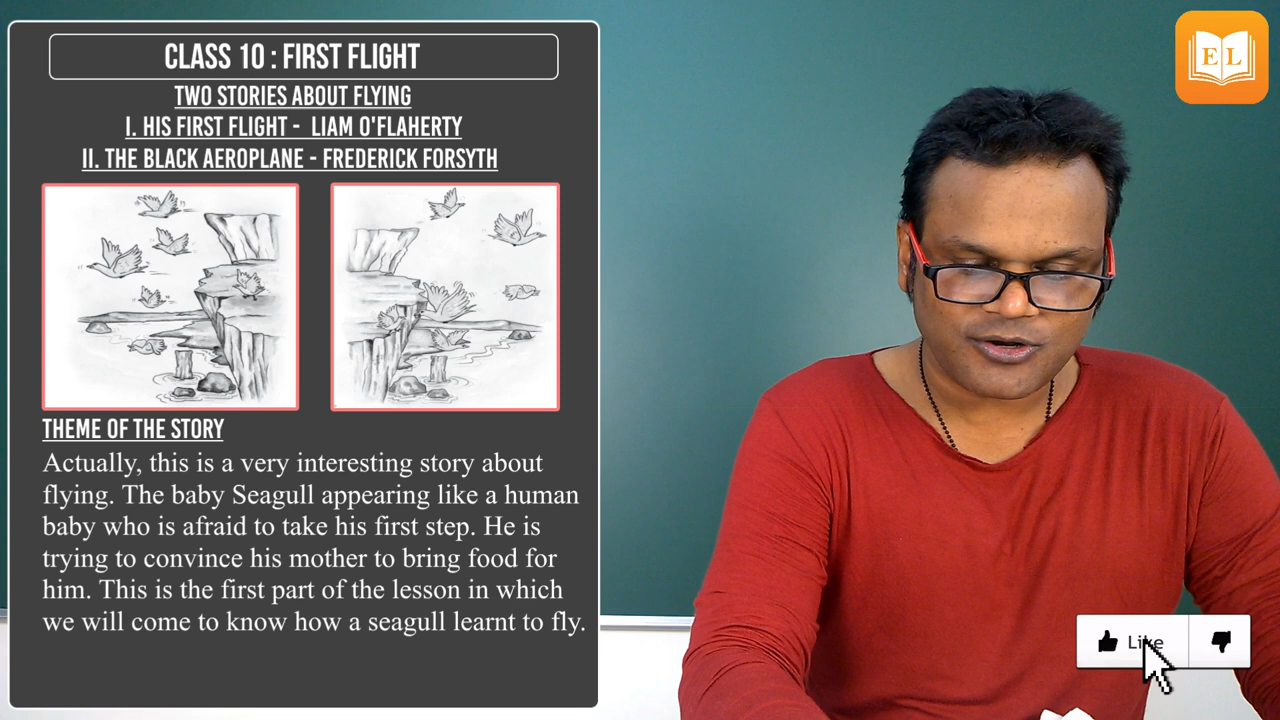 CLASS 10 : FIRST FLIGHT
TWO STORIES ABOUT FLYING
I. HIS FIRST FLIGHT - LIAM O'FLAHERTY
II. THE BLACK AEROPLANE - FREDERICK FORSYTH
THEME OF THE STORY
Actually, this is a very interesting story about
flying. The baby Seagull appearing like a human
baby who is afraid to take his first step. He is
trying to convince his mother to bring food for
him. This is the first part of the lesson in which
we will come to know how a seagull learnt to fly.
E L
Like